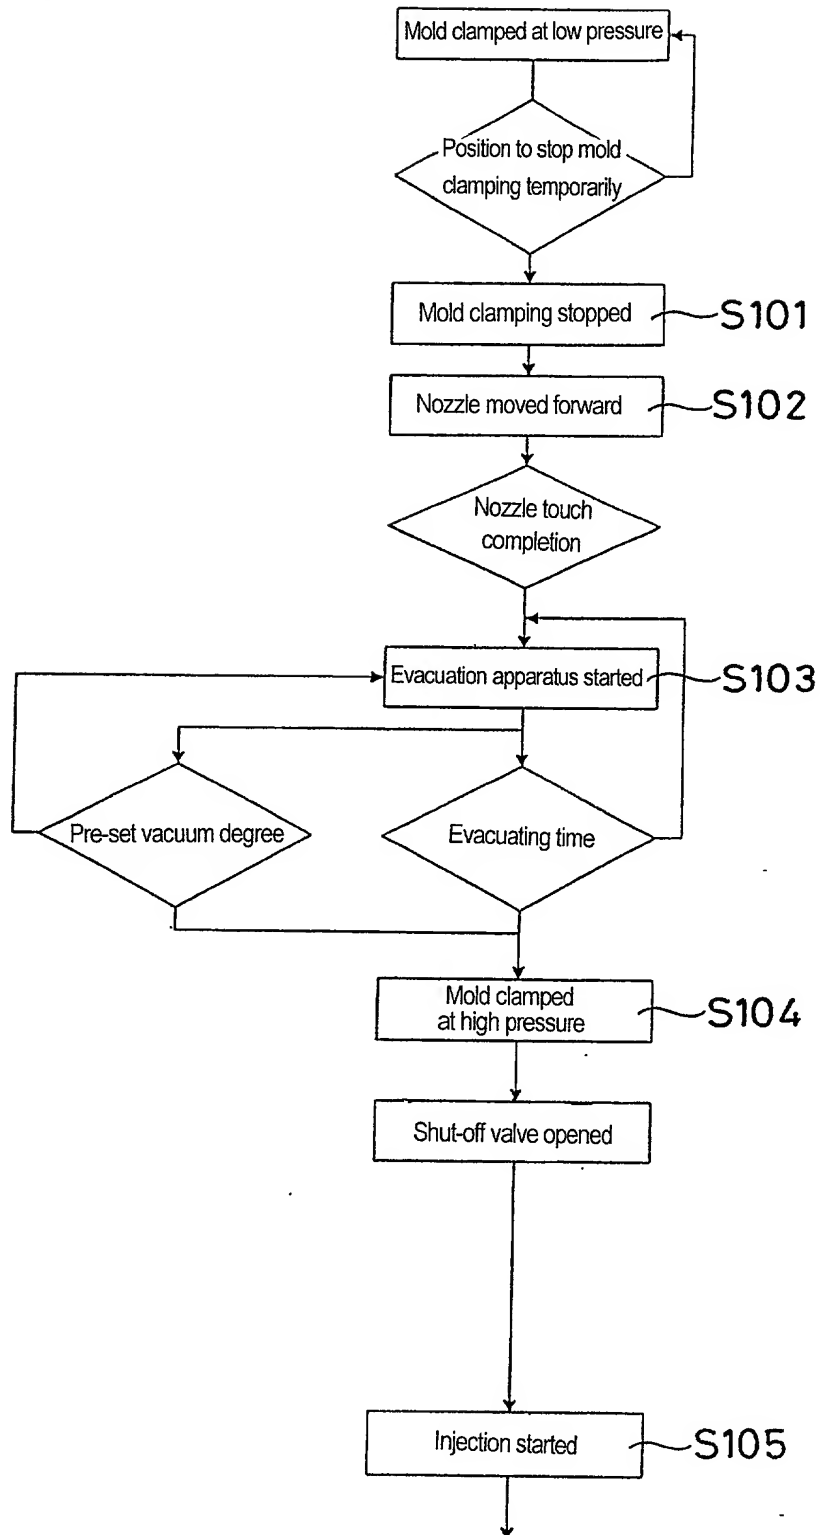 Mold clamped at low pressure
Position to stop mold
clamping temporarily
Mold clamping stopped
S101
Nozzle moved forward
S102
Nozzle touch
completion
Evacuation apparatus started
S103
Pre-set vacuum degree
Evacuating time
Mold clamped
at high pressure
S104
Shut-off valve opened
Injection started
S105